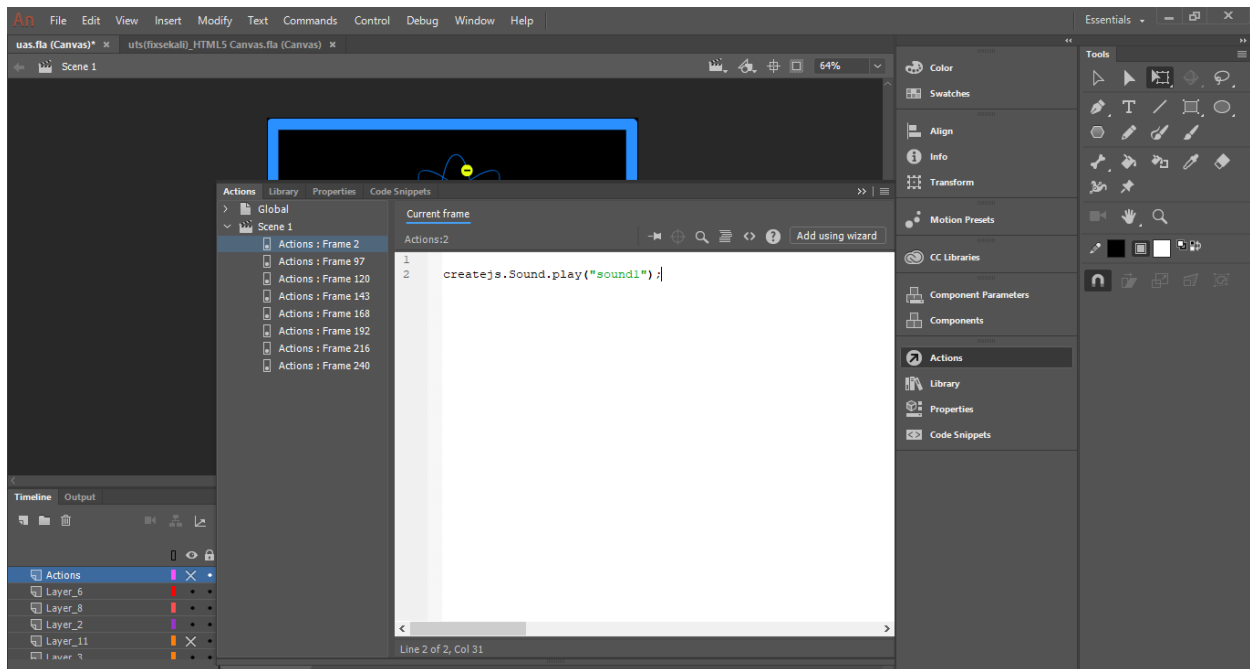 An File Edit View Insert Modify Text Commands Control Debug Window Help Essentials
uas.fla (Canvas)* × uts(fixsekali)_HTML5 Canvas.fla (Canvas) ×
Scene 1 64%
Actions Library Properties Code Snippets
Global
Scene 1
Actions : Frame 2
Actions : Frame 97
Actions : Frame 120
Actions : Frame 143
Actions : Frame 168
Actions : Frame 192
Actions : Frame 216
Actions : Frame 240
Current frame
Actions:2 Add using wizard
1
2 createjs.Sound.play("sound1");
Line 2 of 2, Col 31
Color
Swatches
Align
Info
Transform
Motion Presets
CC Libraries
Component Parameters
Components
Actions
Library
Properties
Code Snippets
Tools
Timeline Output
Actions
Layer_6
Layer_8
Layer_2
Layer_11
Layer_3